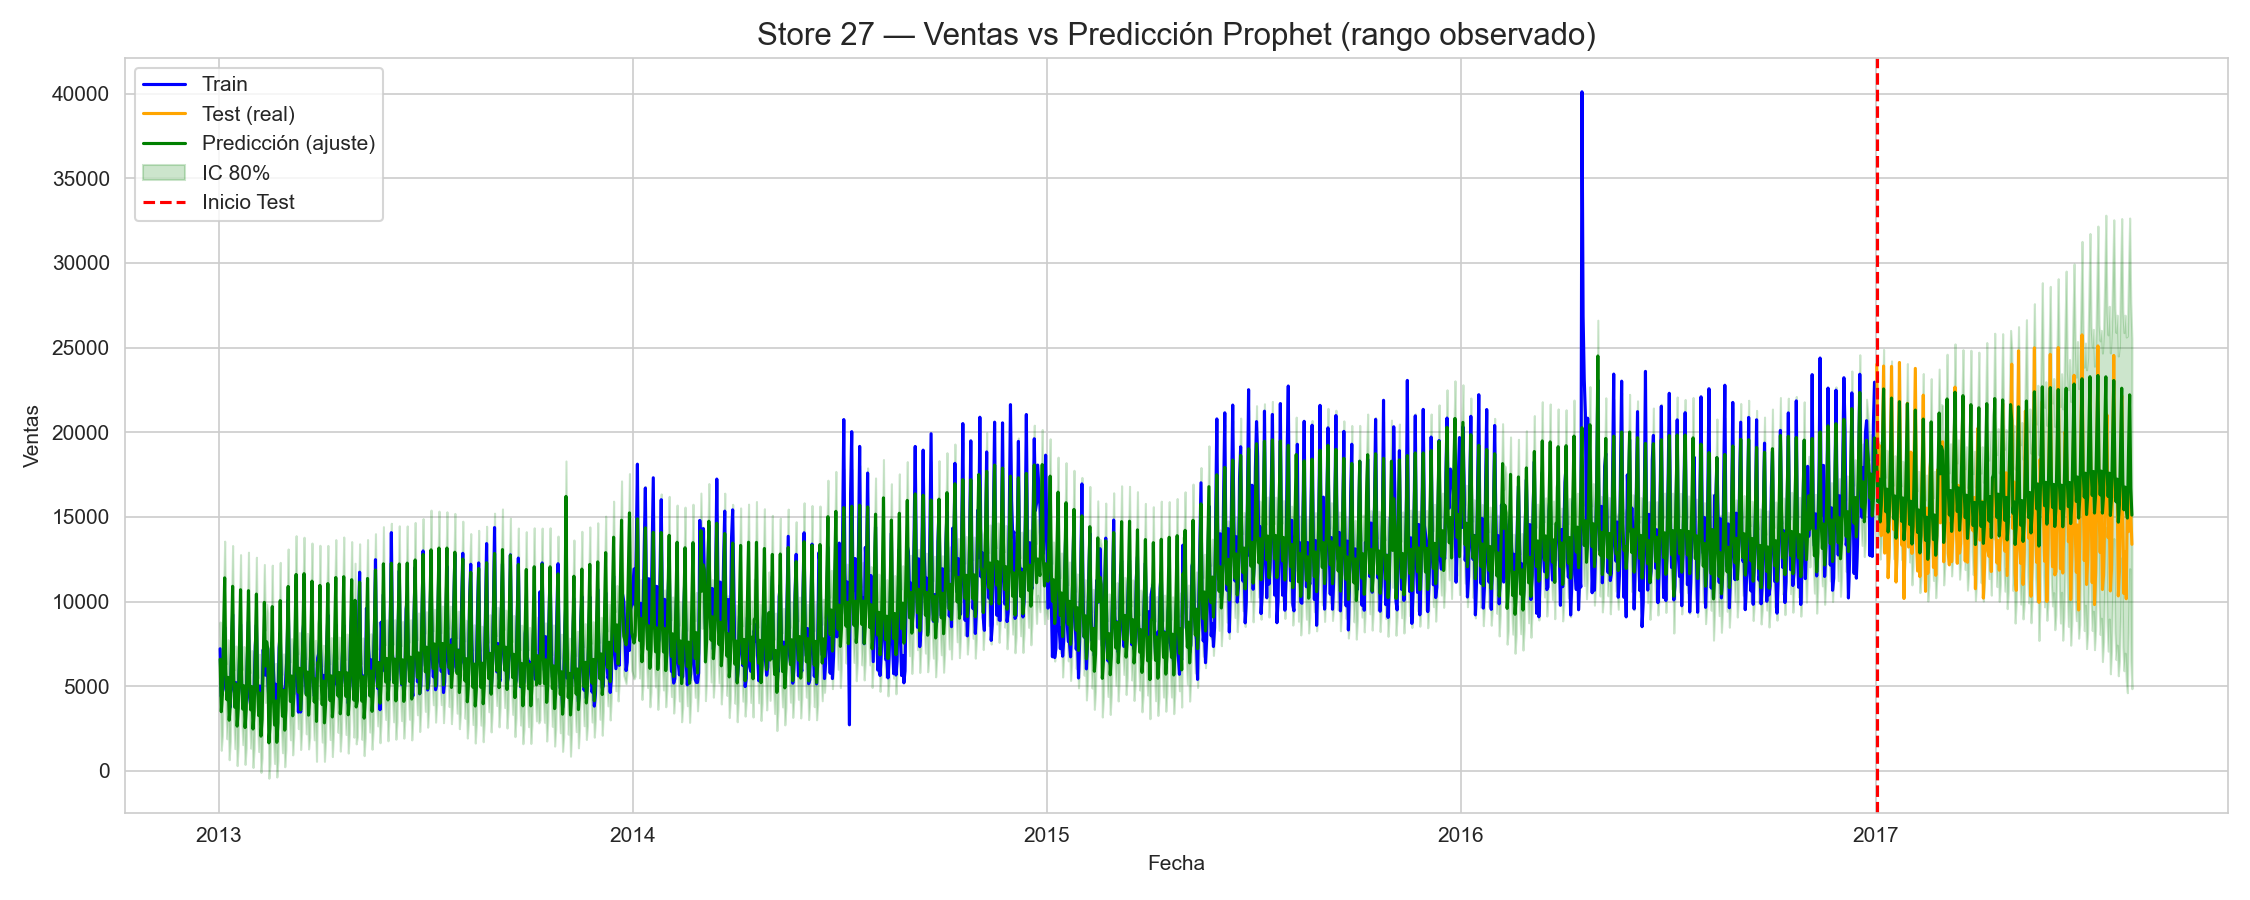 Store 27 — Ventas vs Predicción Prophet (rango observado)
Train
Test (real)
Predicción (ajuste)
IC 80%
Inicio Test
40000
35000
30000
25000
20000
15000
10000
5000
0
Ventas
2013
2014
2015
2016
2017
Fecha